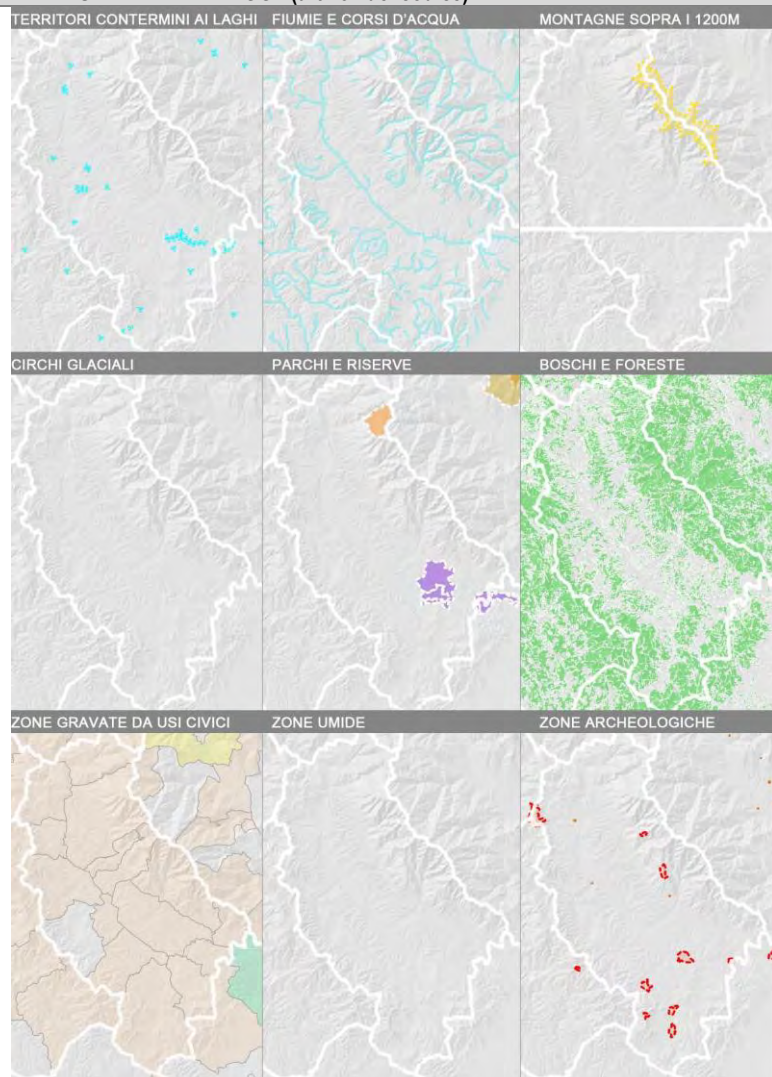 TERRITORI CONTERMINI AI LAGHI FIUMIE E CORSI D'ACQUA MONTAGNE SOPRA I 1200M
CIRCHI GLACIALI PARCHI E RISERVE BOSCHI E FORESTE
ZONE GRAVATE DA USI CIVICI ZONE UMIDE ZONE ARCHEOLOGICHE